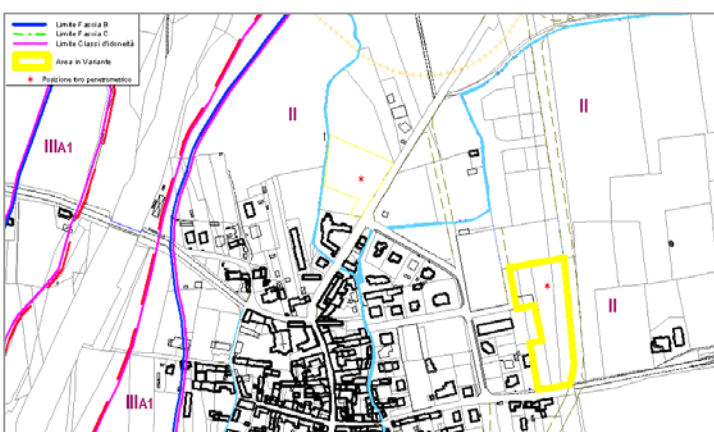 Limite Fascia B
Limite Fascia C
Limite Classi d'idoneità
Area in Variante
Posizione tiro penetrometrico
II
II
IIIA1
II
IIIA1